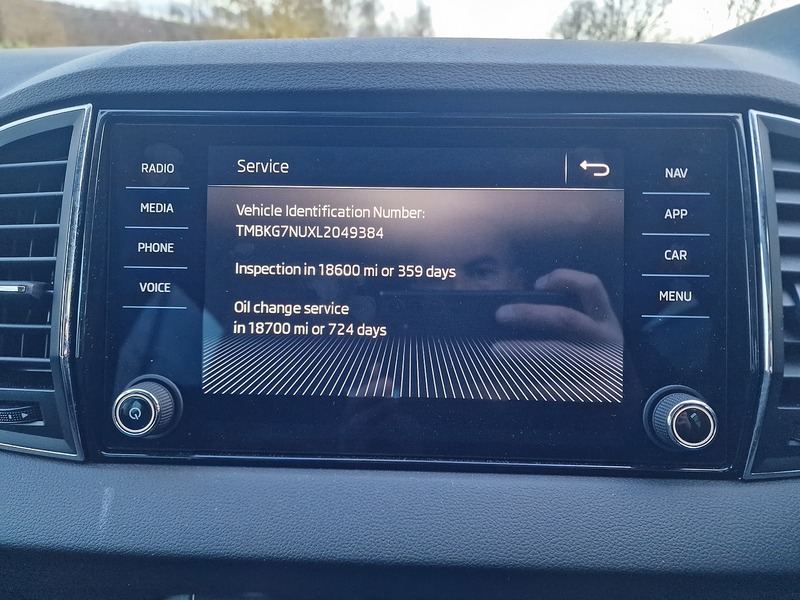 RADIO
MEDIA
PHONE
VOICE
Service
Vehicle Identification Number:
TMBKG7NUXL2049384
Inspection in 18600 mi or 359 days
Oil change service
in 18700 mi or 724 days
NAV
APP
CAR
MENU